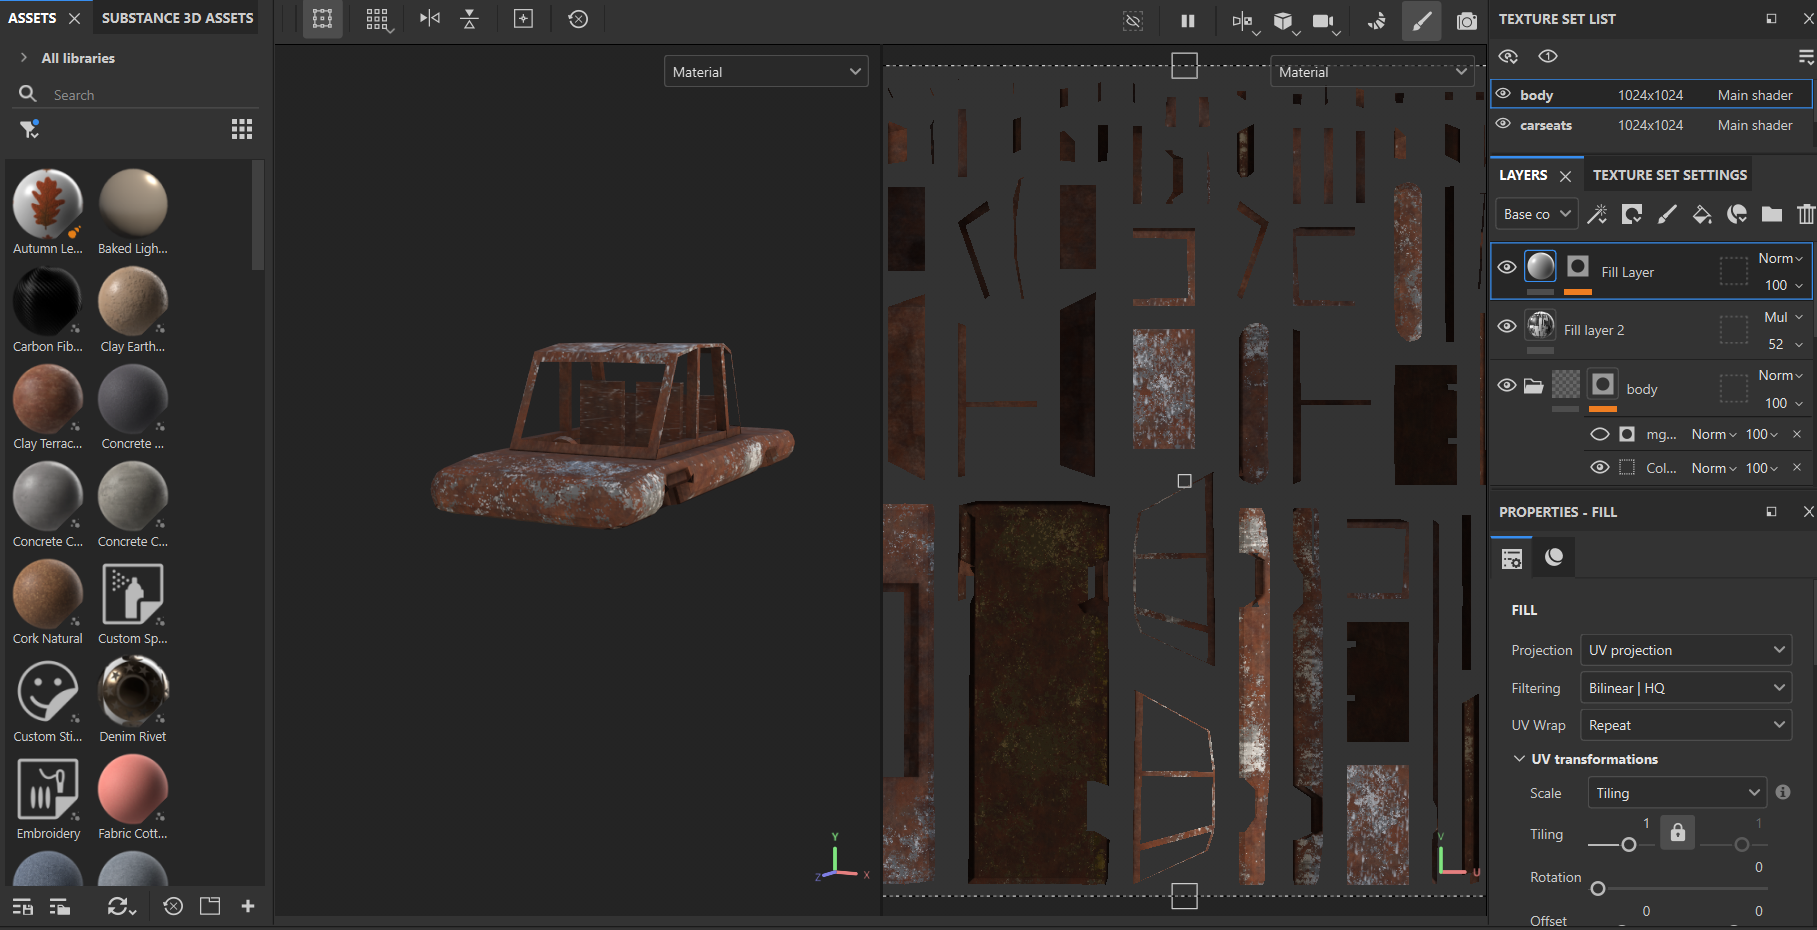 ASSETS
SUBSTANCE 3D ASSETS
All libraries
Search
Autumn Le...
Baked Ligh...
Carbon Fib...
Clay Earth...
Clay Terrac...
Concrete ...
Concrete C...
Concrete C...
Cork Natural
Custom Sp...
Custom Sti...
Denim Rivet
Embroidery
Fabric Cott...
Material
Y
Z
X
Material
V
U
TEXTURE SET LIST
1
body 1024x1024 Main shader
carseats 1024x1024 Main shader
LAYERS
TEXTURE SET SETTINGS
Base co
Fill Layer
Norm
100
Fill layer 2
Mul
52
body
Norm
100
mg... Norm 100
Col... Norm 100
PROPERTIES - FILL
FILL
Projection UV projection
Filtering Bilinear | HQ
UV Wrap Repeat
UV transformations
Scale Tiling
Tiling 1 1
Rotation 0
Offset 0 0